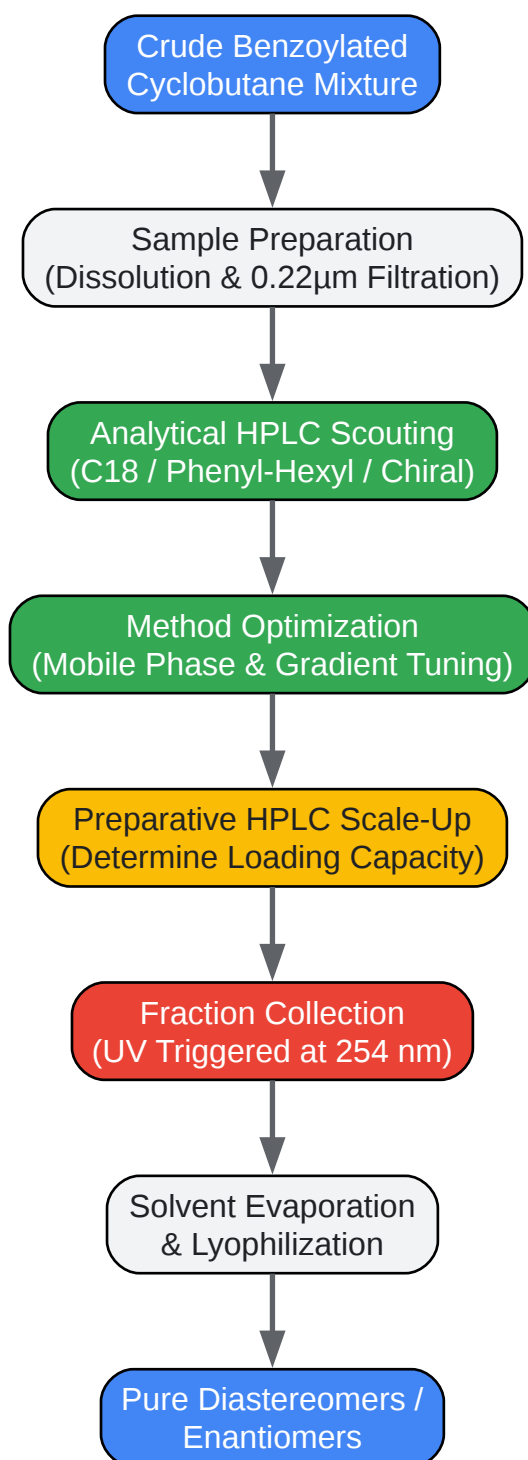 Crude Benzoylated
Cyclobutane Mixture
Sample Preparation
(Dissolution & 0.22µm Filtration)
Analytical HPLC Scouting
(C18 / Phenyl-Hexyl / Chiral)
Method Optimization
(Mobile Phase & Gradient Tuning)
Preparative HPLC Scale-Up
(Determine Loading Capacity)
Fraction Collection
(UV Triggered at 254 nm)
Solvent Evaporation
& Lyophilization
Pure Diastereomers /
Enantiomers